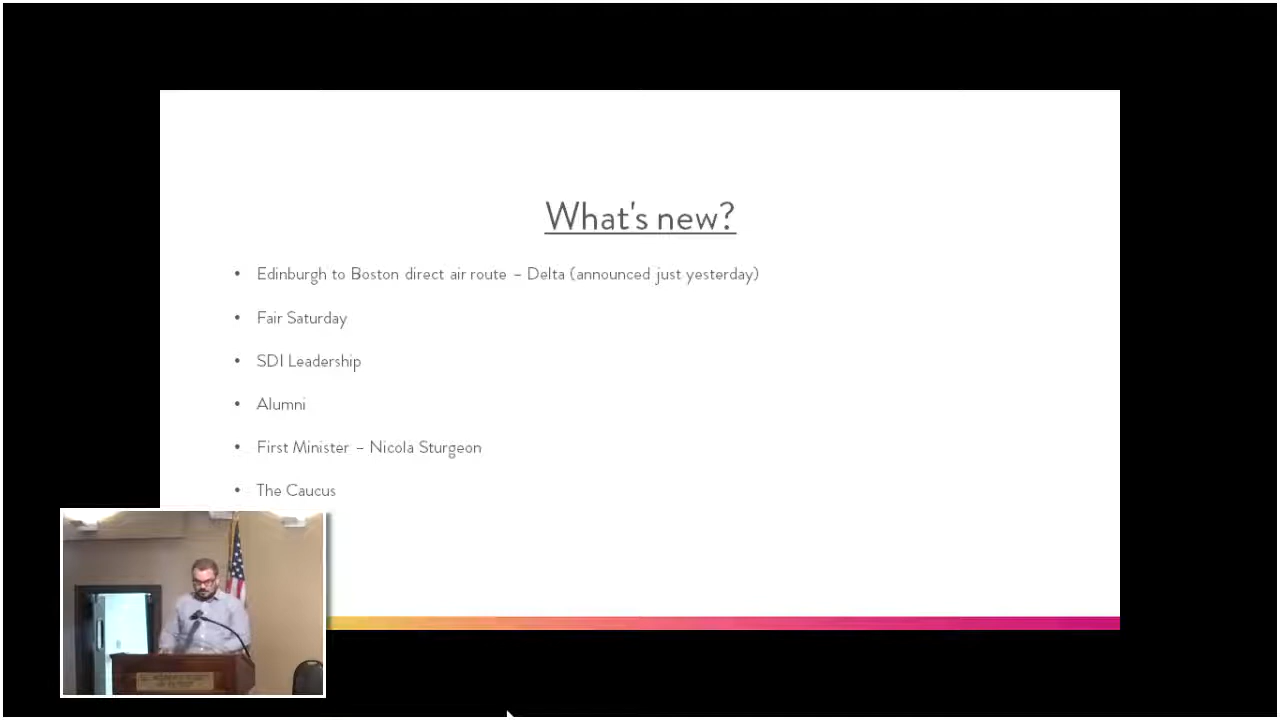 What's new?
• Edinburgh to Boston direct air route – Delta (announced just yesterday)
• Fair Saturday
• SDI Leadership
• Alumni
• First Minister – Nicola Sturgeon
• The Caucus